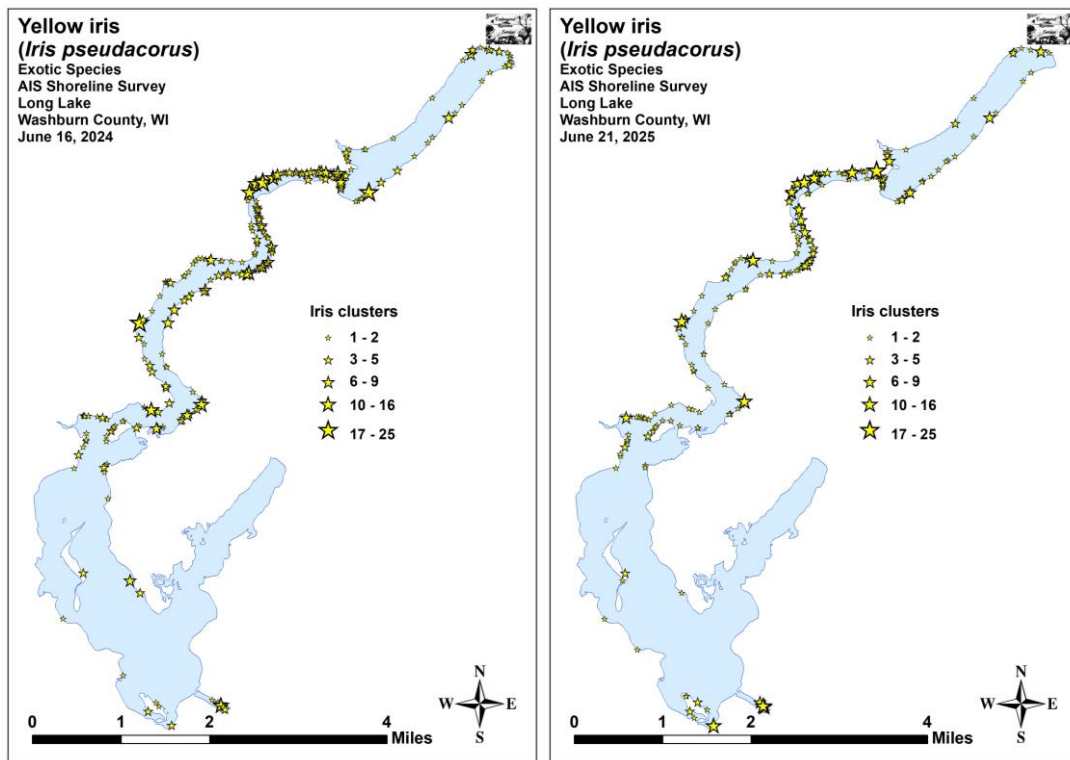 Yellow iris
(Iris pseudacorus)
Exotic Species
AIS Shoreline Survey
Long Lake
Washburn County, WI
June 16, 2024
Iris clusters
1 - 2
3 - 5
6 - 9
10 - 16
17 - 25
N
W E
S
0 1 2 4
Miles
Yellow iris
(Iris pseudacorus)
Exotic Species
AIS Shoreline Survey
Long Lake
Washburn County, WI
June 21, 2025
Iris clusters
1 - 2
3 - 5
6 - 9
10 - 16
17 - 25
N
W E
S
0 1 2 4
Miles